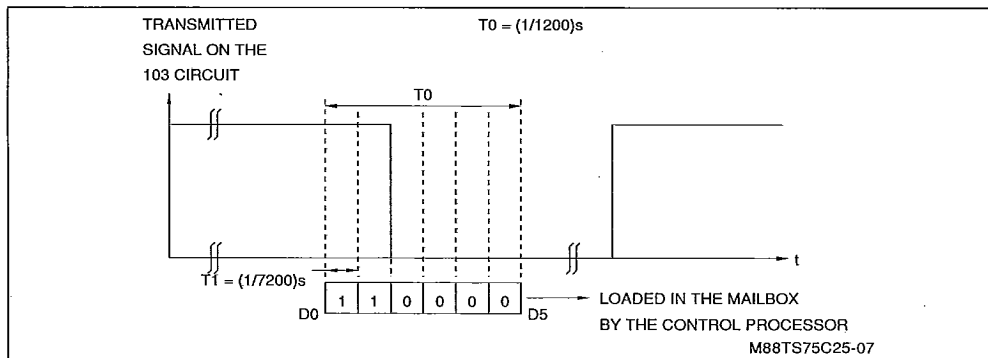 TRANSMITTED
SIGNAL ON THE
103 CIRCUIT
T0 = (1/1200)s
T0
t
T1 = (1/7200)s
D0 1 1 0 0 0 0 D5
LOADED IN THE MAILBOX
BY THE CONTROL PROCESSOR
M88TS75C25-07